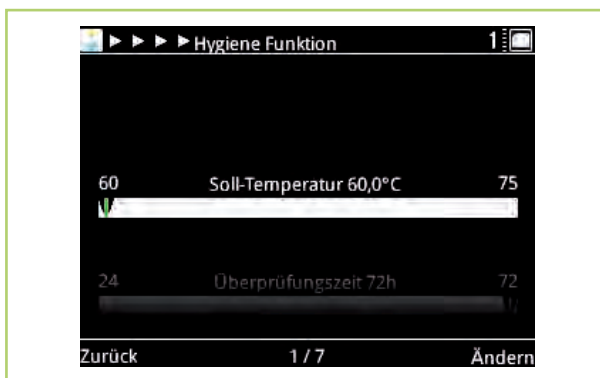 Hygiene Funktion 1
60 Soll-Temperatur 60,0°C 75
24 Überprüfungszeit 72h 72
Zurück 1 / 7 Ändern